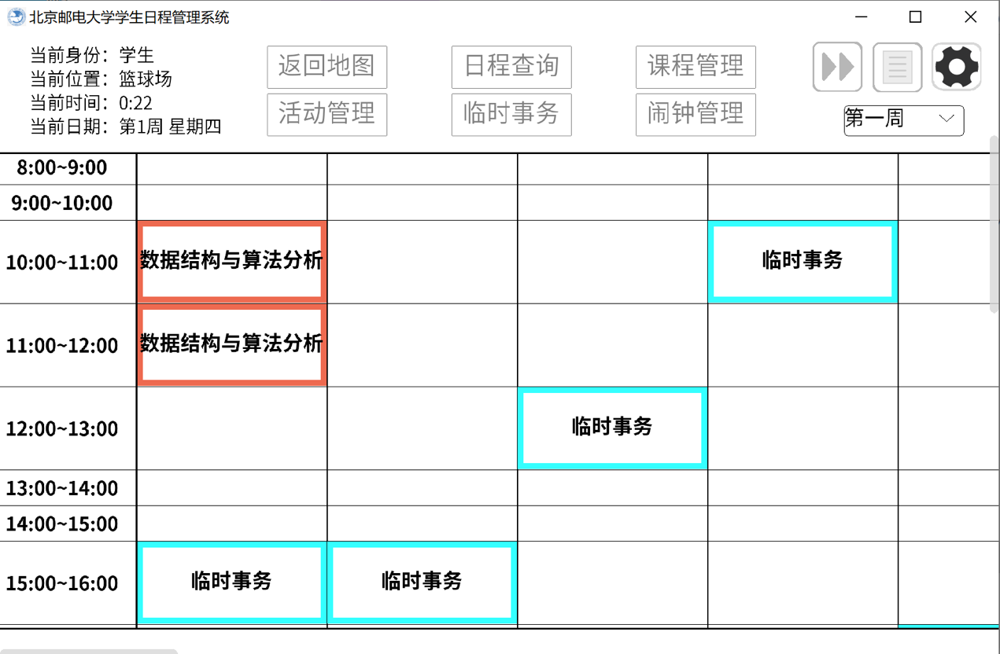 北京邮电大学学生日程管理系统
当前身份：学生
当前位置：篮球场
当前时间：0:22
当前日期：第1周 星期四
返回地图
日程查询
课程管理
活动管理
临时事务
闹钟管理
第一周
8:00~9:00
9:00~10:00
10:00~11:00
数据结构与算法分析
临时事务
11:00~12:00
数据结构与算法分析
12:00~13:00
临时事务
13:00~14:00
14:00~15:00
15:00~16:00
临时事务
临时事务